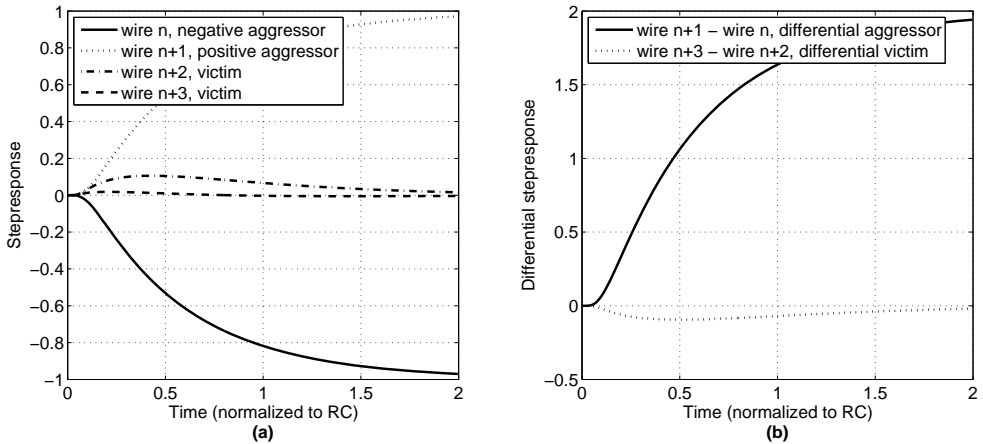 wire n, negative aggressor
wire n+1, positive aggressor
wire n+2, victim
wire n+3, victim
1
0.8
0.6
0.4
0.2
0
−0.2
−0.4
−0.6
−0.8
−1
Stepresponse
0
0.5
1
1.5
2
Time (normalized to RC)
(a)
wire n+1 − wire n, differential aggressor
wire n+3 − wire n+2, differential victim
2
1.5
1
0.5
0
−0.5
Differential stepresponse
0
0.5
1
1.5
2
Time (normalized to RC)
(b)